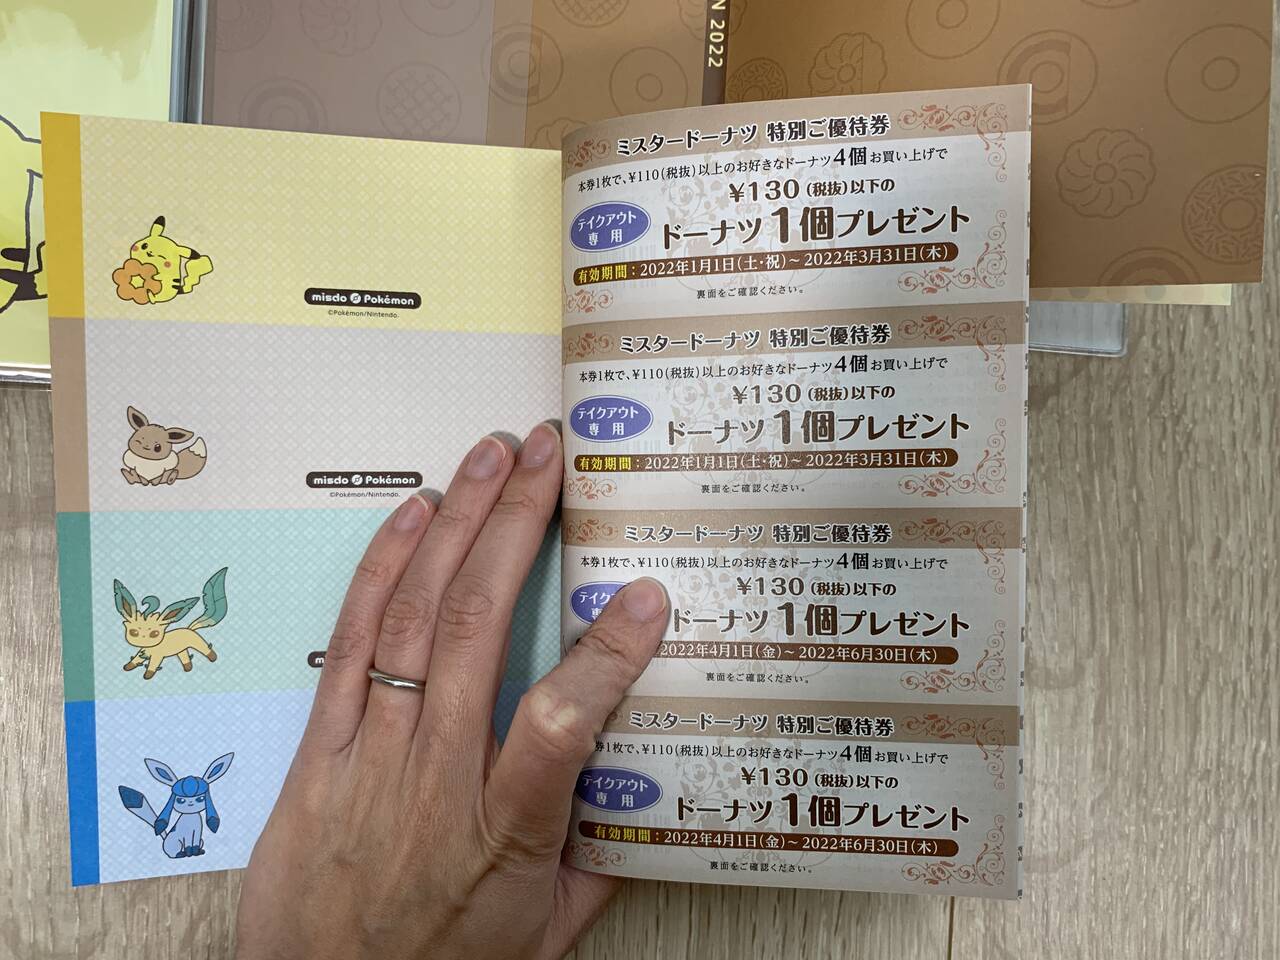 N 2022
misdo Pokémon
©Pokémon/Nintendo.
misdo Pokémon
©Pokémon/Nintendo.
m
ミスタードーナツ 特別ご優待券
本券1枚で、¥110(税抜)以上のお好きなドーナツ4個お買い上げで
¥130(税抜)以下の
テイクアウト
専用
ドーナツ1個プレゼント
有効期間：2022年1月1日(土・祝)～2022年3月31日(木)
裏面をご確認ください。
ミスタードーナツ 特別ご優待券
本券1枚で、¥110(税抜)以上のお好きなドーナツ4個お買い上げで
¥130(税抜)以下の
テイクアウト
専用
ドーナツ1個プレゼント
有効期間：2022年1月1日(土・祝)～2022年3月31日(木)
裏面をご確認ください。
ミスタードーナツ 特別ご優待券
本券1枚で、¥110(税抜)以上のお好きなドーナツ4個お買い上げで
¥130(税抜)以下の
テイクア
ドーナツ1個プレゼント
2022年4月1日(金)～2022年6月30日(木)
裏面をご確認ください。
ミスタードーナツ 特別ご優待券
券1枚で、¥110(税抜)以上のお好きなドーナツ4個お買い上げで
¥130(税抜)以下の
テイクアウト
専用
ドーナツ1個プレゼント
有効期間：2022年4月1日(金)～2022年6月30日(木)
裏面をご確認ください。